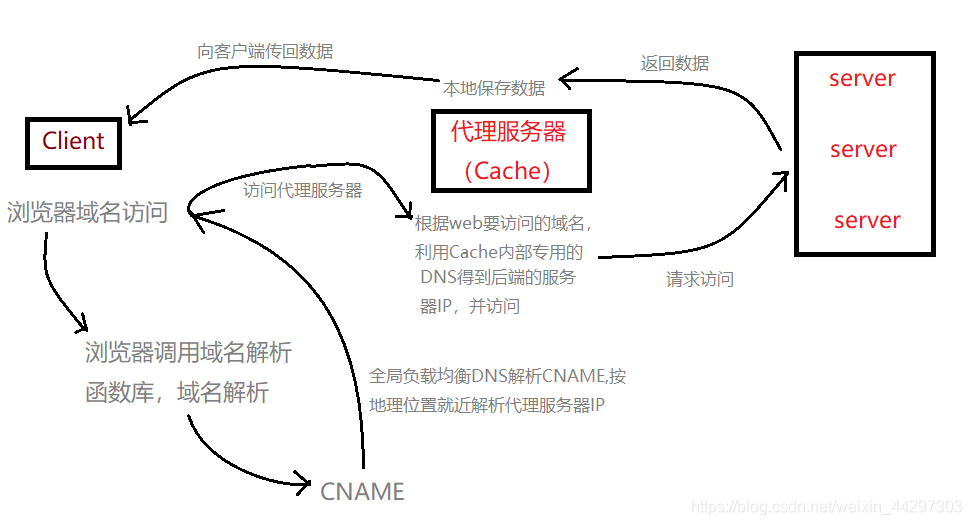 向客户端传回数据
返回数据
本地保存数据
server
server
server
Client
代理服务器
（Cache）
浏览器域名访问
访问代理服务器
根据web要访问的域名，
利用Cache内部专用的
DNS得到后端的服务
器IP，并访问
请求访问
浏览器调用域名解析
函数库，域名解析
全局负载均衡DNS解析CNAME,按
地理位置就近解析代理服务器IP
CNAME
https://blog.csdn.net/weixin_44297303